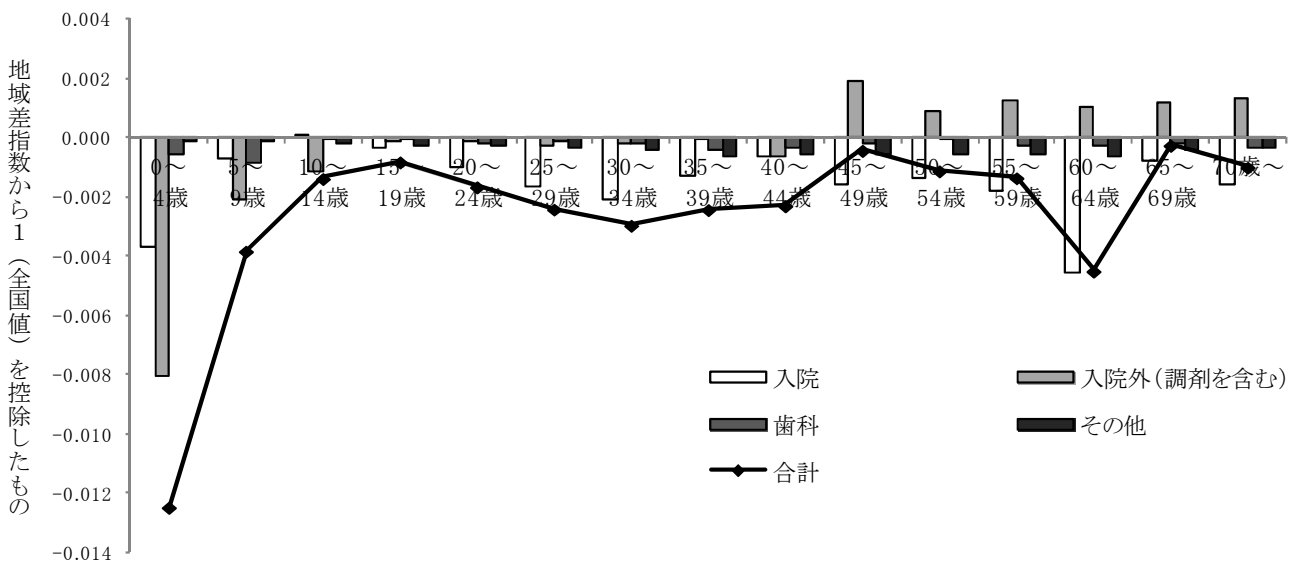 地域差指数から1（全国値）を控除したもの
0.004
0.002
0.000
-0.002
-0.004
-0.006
-0.008
-0.010
-0.012
-0.014
0～
4歳
5～
9歳
10～
14歳
15～
19歳
20～
24歳
25～
29歳
30～
34歳
35～
39歳
40～
44歳
45～
49歳
50～
54歳
55～
59歳
60～
64歳
65～
69歳
70歳～
入院
入院外(調剤を含む)
歯科
その他
合計